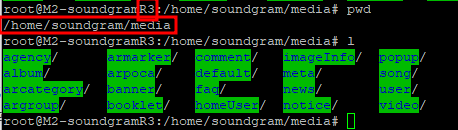 root@M2-soundgramR3:/home/soundgram/media# pwd
/home/soundgram/media
root@M2-soundgramR3:/home/soundgram/media# l
agency/ armarker/ comment/ imageInfo/ popup/
album/ arpoca/ default/ meta/ song/
arcategory/ banner/ faq/ news/ user/
argroup/ booklet/ homeUser/ notice/ video/
root@M2-soundgramR3:/home/soundgram/media#